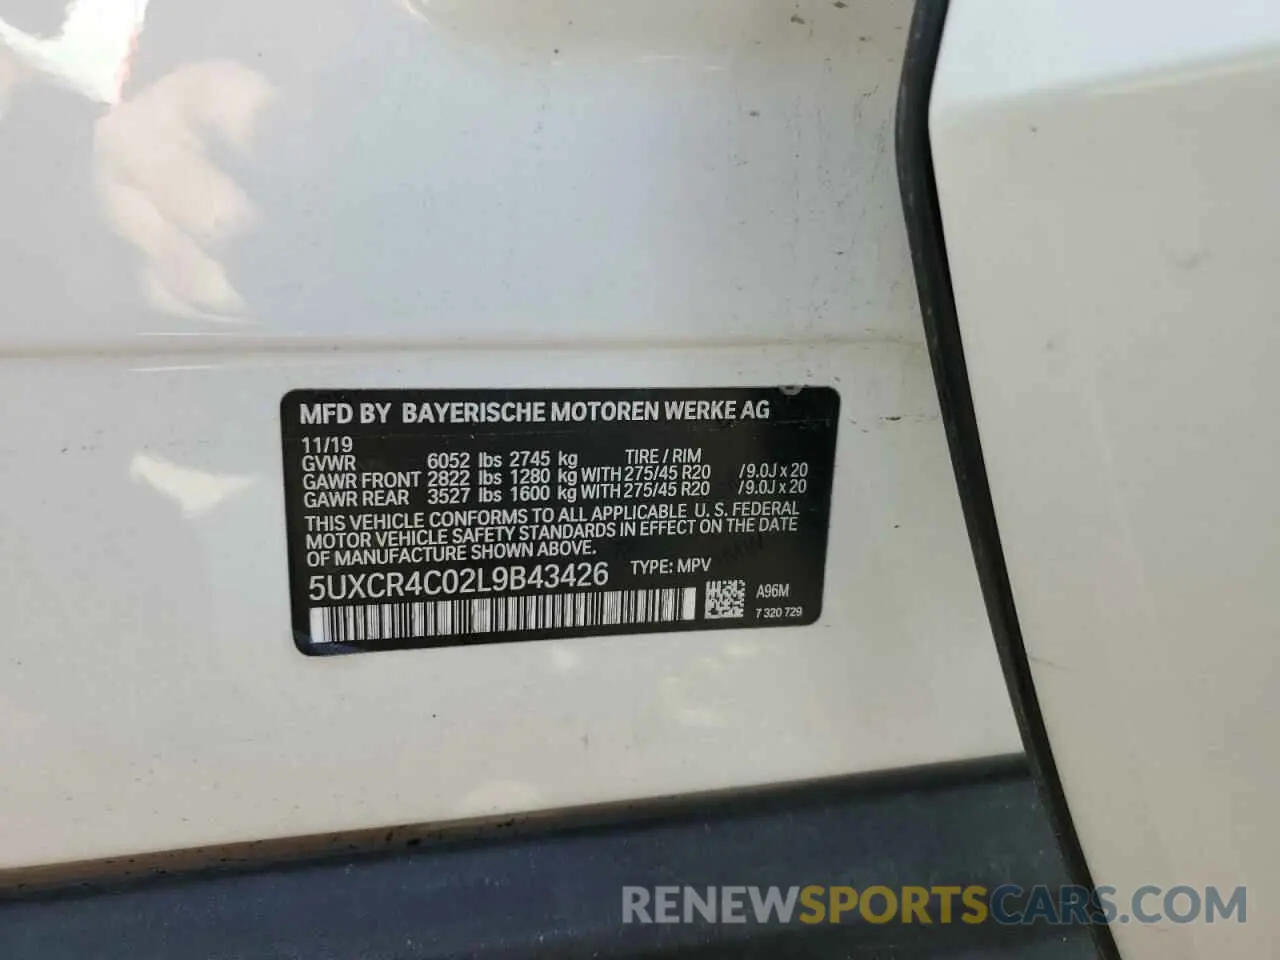 MFD BY BAYERISCHE MOTOREN WERKE AG
11/19
GVWR 6052 lbs 2745 kg TIRE / RIM
GAWR FRONT 2822 lbs 1280 kg WITH 275/45 R20 /9.0J x 20
GAWR REAR 3527 lbs 1600 kg WITH 275/45 R20 /9.0J x 20
THIS VEHICLE CONFORMS TO ALL APPLICABLE U. S. FEDERAL
MOTOR VEHICLE SAFETY STANDARDS IN EFFECT ON THE DATE
OF MANUFACTURE SHOWN ABOVE.
5UXCR4C02L9B43426 TYPE: MPV
A96M
7 320 729
RENEWSPORTSCARS.COM